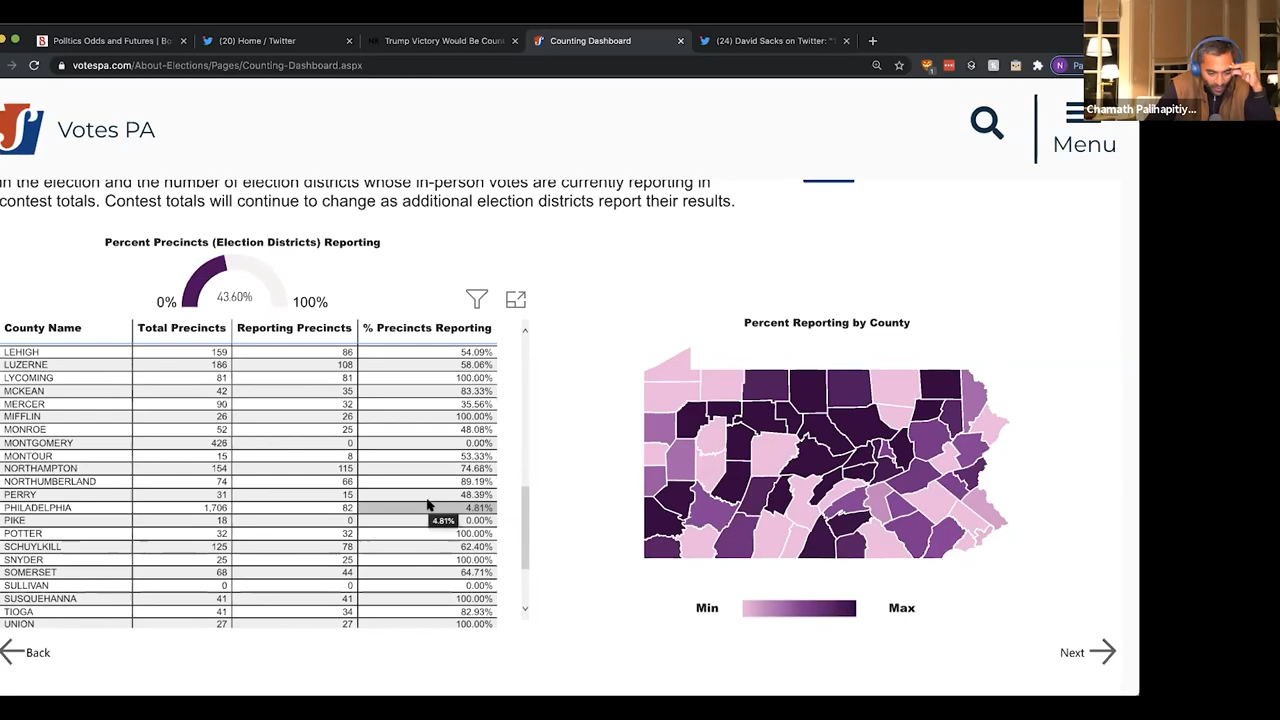 Politics Odds and Futures | Bo
(20) Home / Twitter
Trump Victory Would Be Coun
Counting Dashboard
(24) David Sacks on Twitter: "
votespa.com/About-Elections/Pages/Counting-Dashboard.aspx
N Pa
Chamath Palihapitiy...
Votes PA
Menu
in the election and the number of election districts whose in-person votes are currently reporting in
contest totals. Contest totals will continue to change as additional election districts report their results.
Percent Precincts (Election Districts) Reporting
0% 43.60% 100%
County Name Total Precincts Reporting Precincts % Precincts Reporting
LEHIGH 159 86 54.09%
LUZERNE 186 108 58.06%
LYCOMING 81 81 100.00%
MCKEAN 42 35 83.33%
MERCER 90 32 35.56%
MIFFLIN 26 26 100.00%
MONROE 52 25 48.08%
MONTGOMERY 426 0 0.00%
MONTOUR 15 8 53.33%
NORTHAMPTON 154 115 74.68%
NORTHUMBERLAND 74 66 89.19%
PERRY 31 15 48.39%
PHILADELPHIA 1,706 82 4.81%
4.81%
PIKE 18 0 0.00%
POTTER 32 32 100.00%
SCHUYLKILL 125 78 62.40%
SNYDER 25 25 100.00%
SOMERSET 68 44 64.71%
SULLIVAN 0 0 0.00%
SUSQUEHANNA 41 41 100.00%
TIOGA 41 34 82.93%
UNION 27 27 100.00%
Percent Reporting by County
Min Max
Back
Next